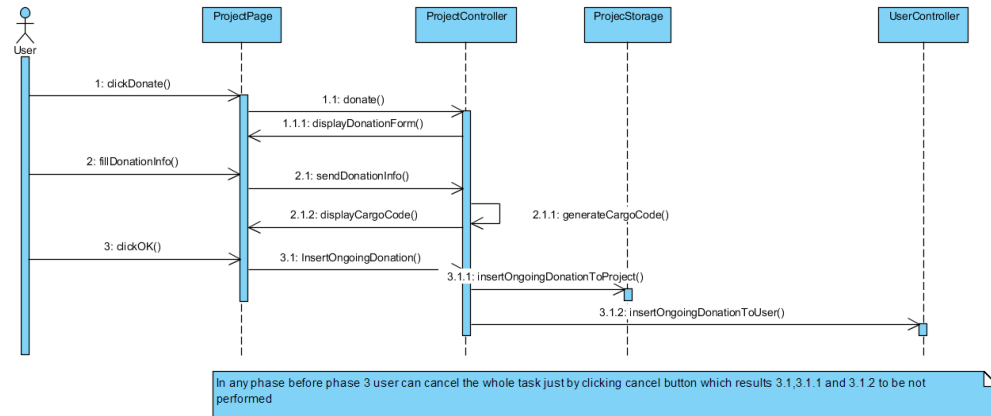 ProjectPage
ProjectController
ProjecStorage
UserController
User
1: clickDonate()
1.1: donate()
1.1.1: displayDonationForm()
2: fillDonationInfo()
2.1: sendDonationInfo()
2.1.1: generateCargoCode()
2.1.2: displayCargoCode()
3: clickOK()
3.1: InsertOngoingDonation()
3.1.1: insertOngoingDonationToProject()
3.1.2: insertOngoingDonationToUser()
In any phase before phase 3 user can cancel the whole task just by clicking cancel button which results 3.1,3.1.1 and 3.1.2 to be not
performed